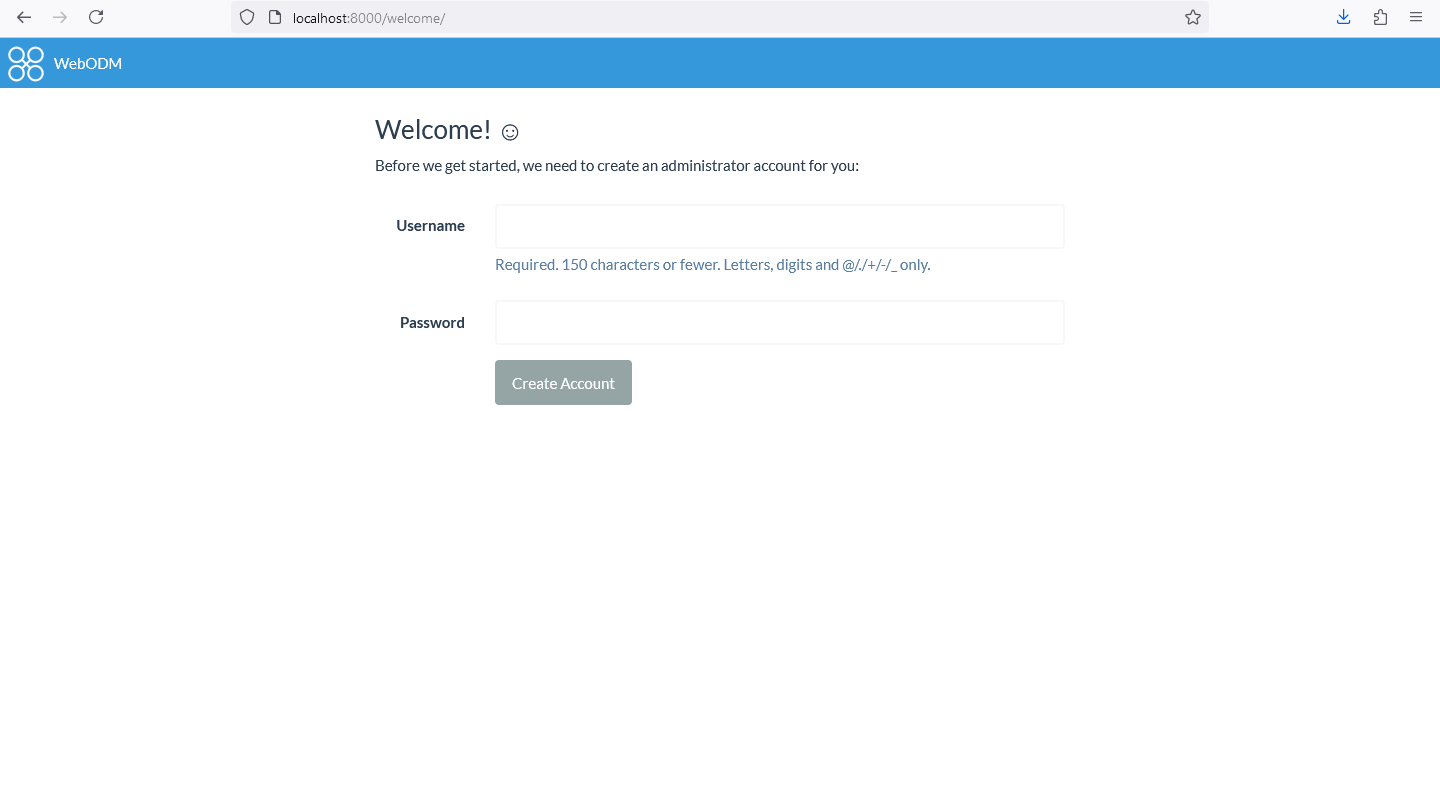 localhost:8000/welcome/
WebODM
Welcome! ☺
Before we get started, we need to create an administrator account for you:
Username
Required. 150 characters or fewer. Letters, digits and @/./+/-/_ only.
Password
Create Account